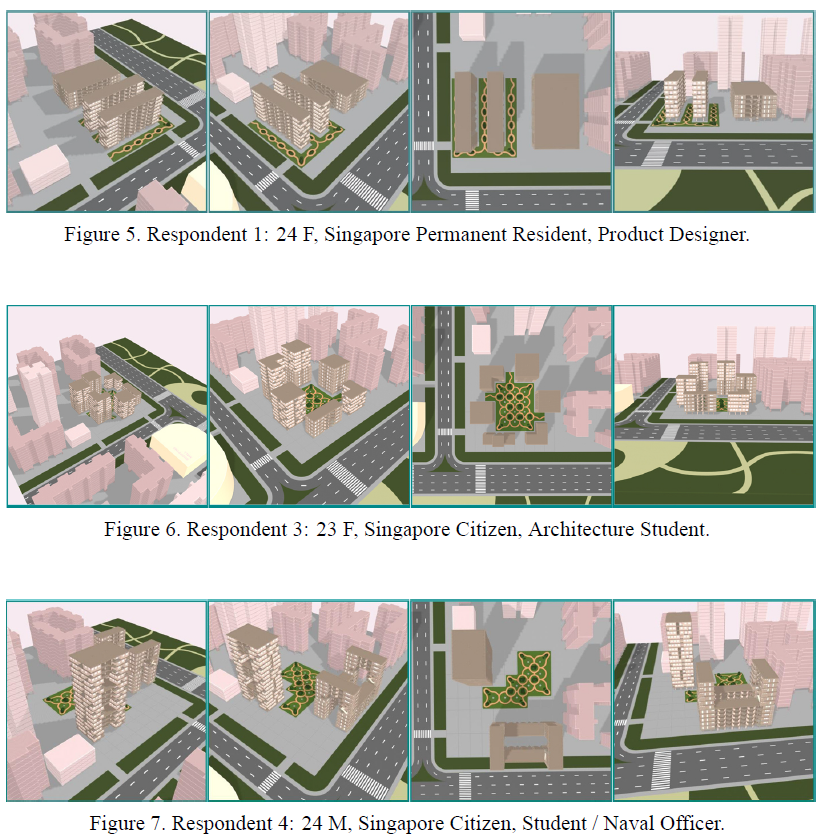 Figure 5. Respondent 1: 24 F, Singapore Permanent Resident, Product Designer.
Figure 6. Respondent 3: 23 F, Singapore Citizen, Architecture Student.
Figure 7. Respondent 4: 24 M, Singapore Citizen, Student / Naval Officer.